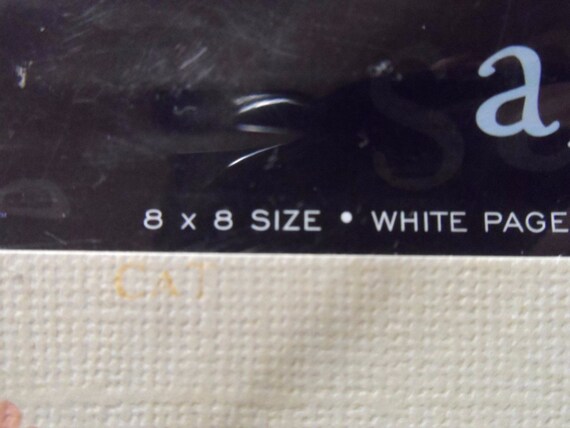 a
8 x 8 SIZE • WHITE PAGE
CAT